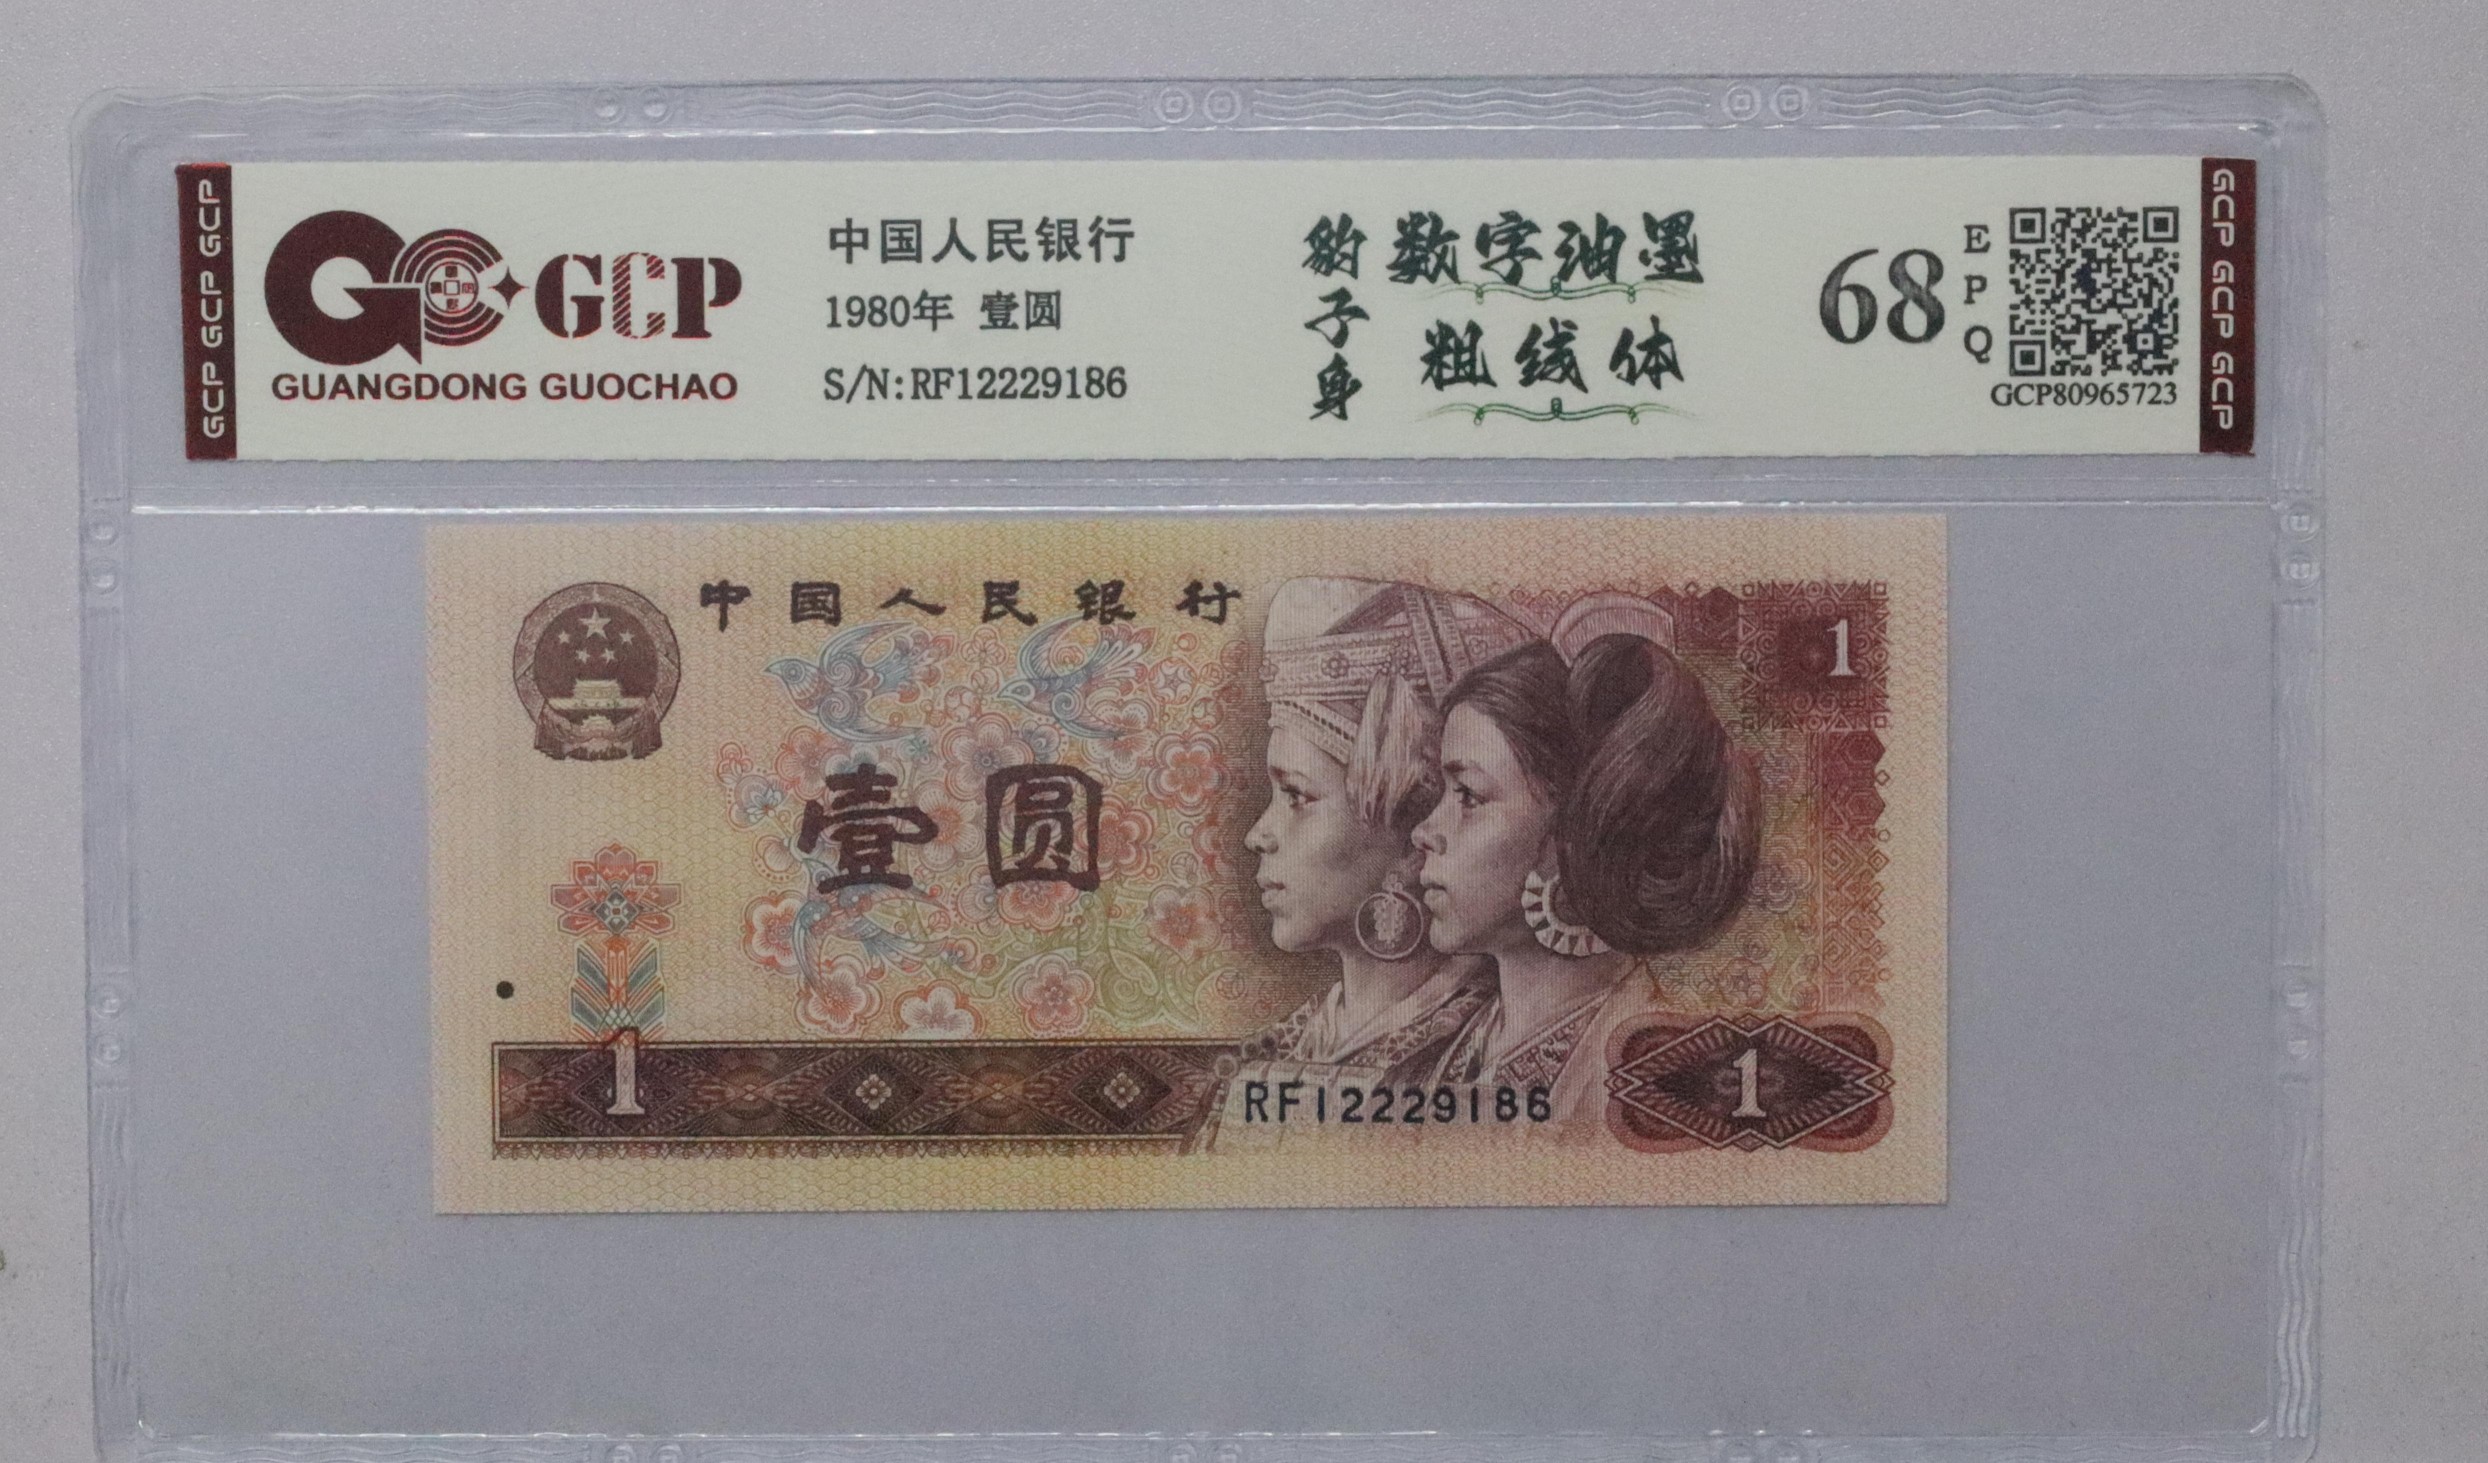 GCP GCP GCP
GCP
GUANGDONG GUOCHAO
中国人民银行
1980年 壹圆
S/N:RF12229186
豹子身
数字油墨
粗线体
68
EPQ
GCP80965723
GCP GCP GCP
中国人民银行
1
壹圆
1
RF12229186
1